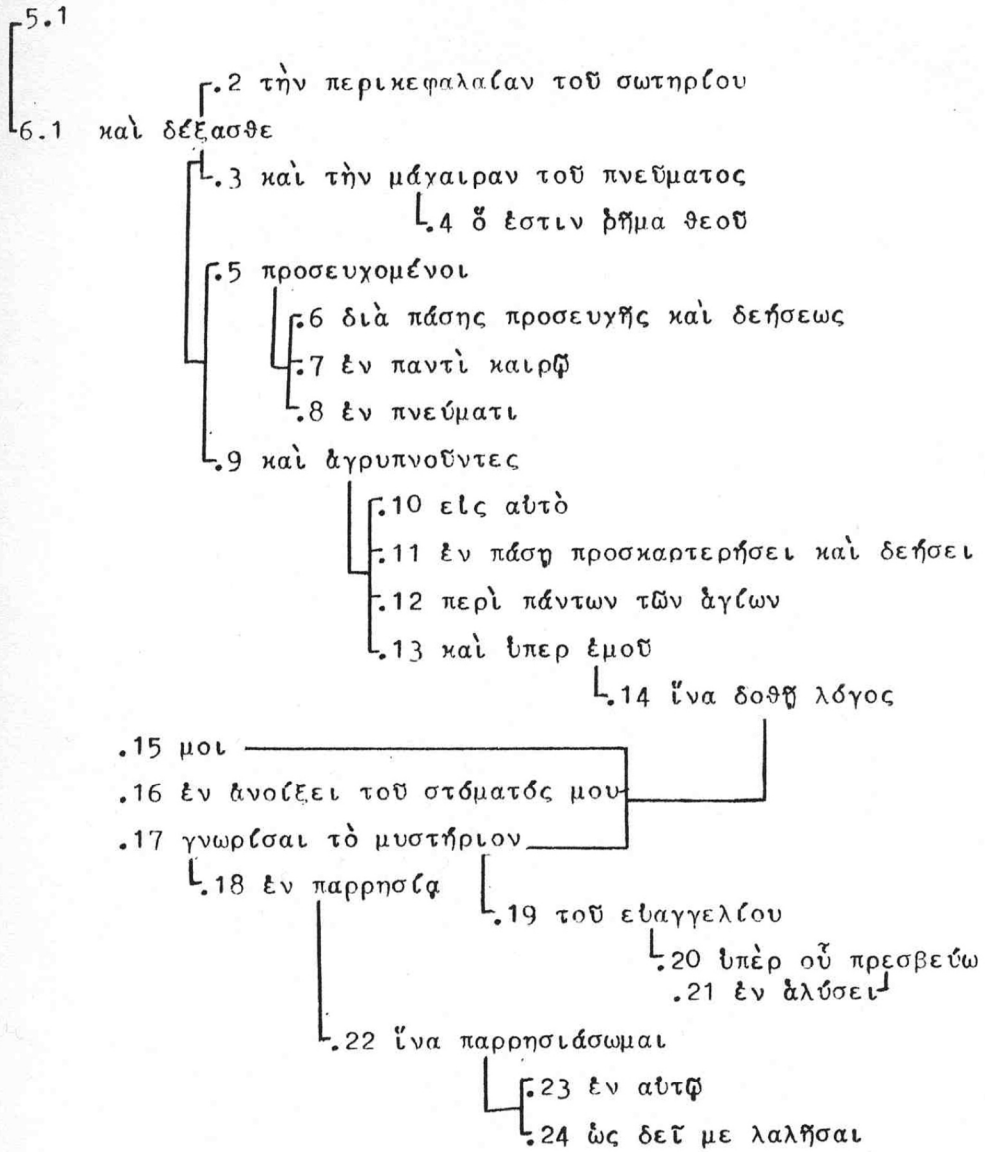 5.1
.2 τὴν περικεφαλαίαν τοῦ σωτηρίου
6.1 καὶ δέξασθε
.3 καὶ τὴν μάχαιραν τοῦ πνεῦματος
.4 ὅ ἐστιν ῥῆμα θεοῦ
.5 προσευχομένοι
.6 διὰ πάσης προσευχῆς καὶ δεήσεως
.7 ἐν παντὶ καιρῷ
.8 ἐν πνεύματι
.9 καὶ ἀγρυπνοῦντες
.10 εἰς αὐτὸ
.11 ἐν πάσῃ προσκαρτερήσει καὶ δεήσει
.12 περὶ πάντων τῶν ἁγίων
.13 καὶ ὑπερ ἐμοῦ
.14 ἵνα δοθῇ λόγος
.15 μοι
.16 ἐν ἀνοίξει τοῦ στόματός μου
.17 γνωρίσαι τὸ μυστήριον
.18 ἐν παρρησίᾳ
.19 τοῦ εὐαγγελίου
.20 ὑπὲρ οὗ πρεσβεύω
.21 ἐν ἁλύσει
.22 ἵνα παρρησιάσωμαι
.23 ἐν αὐτῷ
.24 ὡς δεῖ με λαλῆσαι